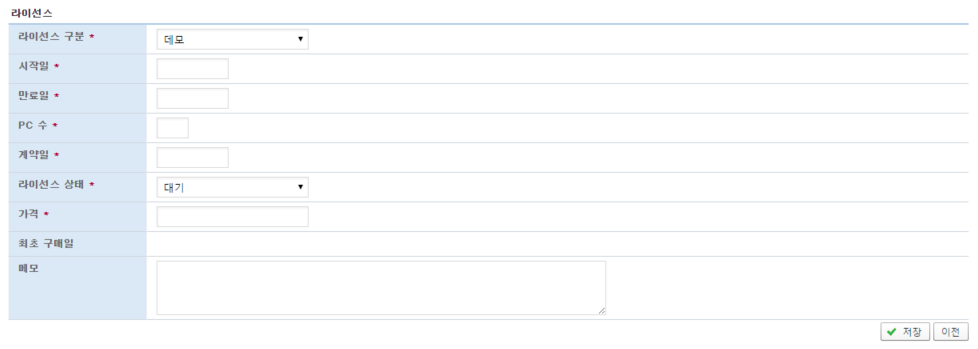 라이선스
라이선스 구분 * 데모
시작일 *
만료일 *
PC 수 *
계약일 *
라이선스 상태 * 대기
가격 *
최초 구매일
메모
저장 이전